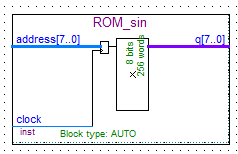 ROM_sin
address[7..0]
q[7..0]
8 bits
256 words
clock
inst
Block type: AUTO